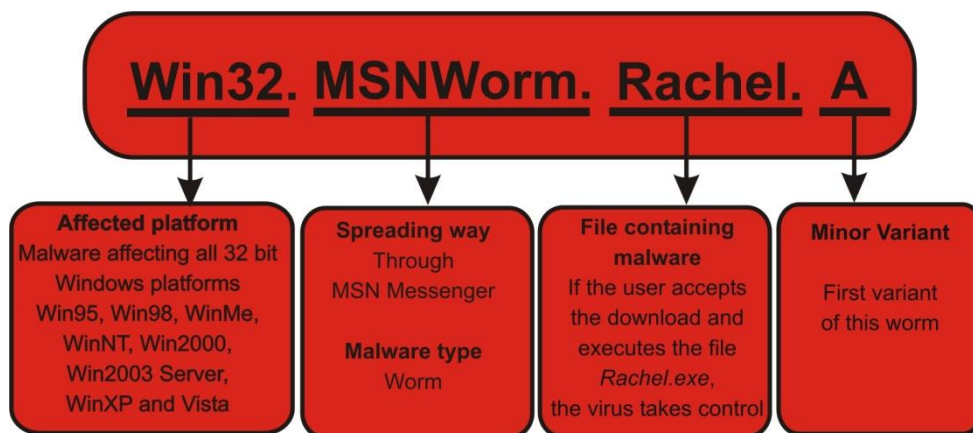 Win32. MSNWorm. Rachel. A
Affected platform
Malware affecting all 32 bit
Windows platforms
Win95, Win98, WinMe,
WinNT, Win2000,
Win2003 Server,
WinXP and Vista
Spreading way
Through
MSN Messenger
Malware type
Worm
File containing
malware
If the user accepts
the download and
executes the file
Rachel.exe,
the virus takes control
Minor Variant
First variant
of this worm